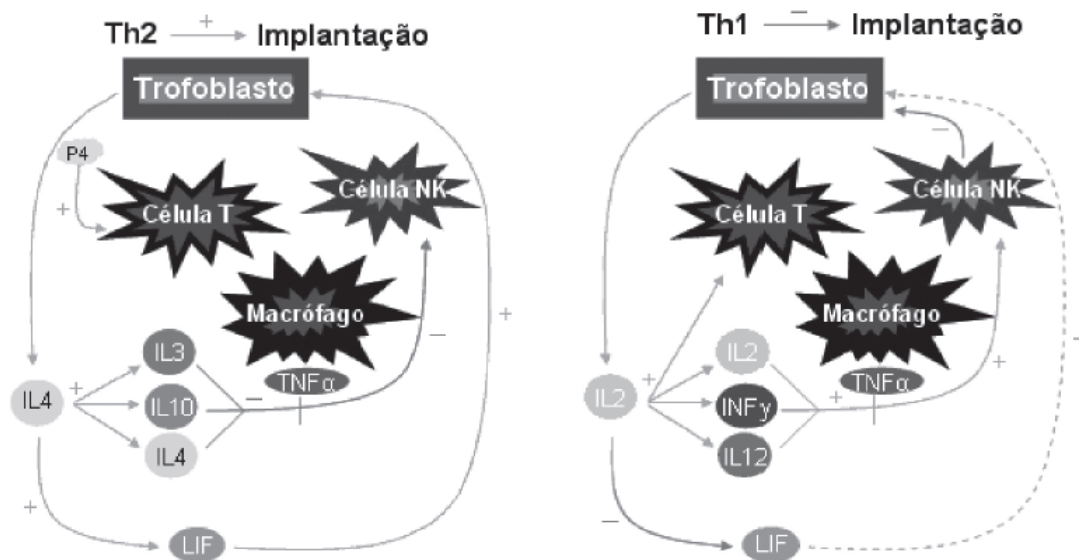 Th2 + Implantação
Trofoblasto
P4
+
Célula T
Célula NK
Macrófago
TNFα
IL4
+
IL3
IL10
IL4
−
−
+
+
LIF
Th1 − Implantação
Trofoblasto
−
Célula T
Célula NK
Macrófago
TNFα
IL2
+
IL2
INFγ
IL12
+
+
−
−
LIF